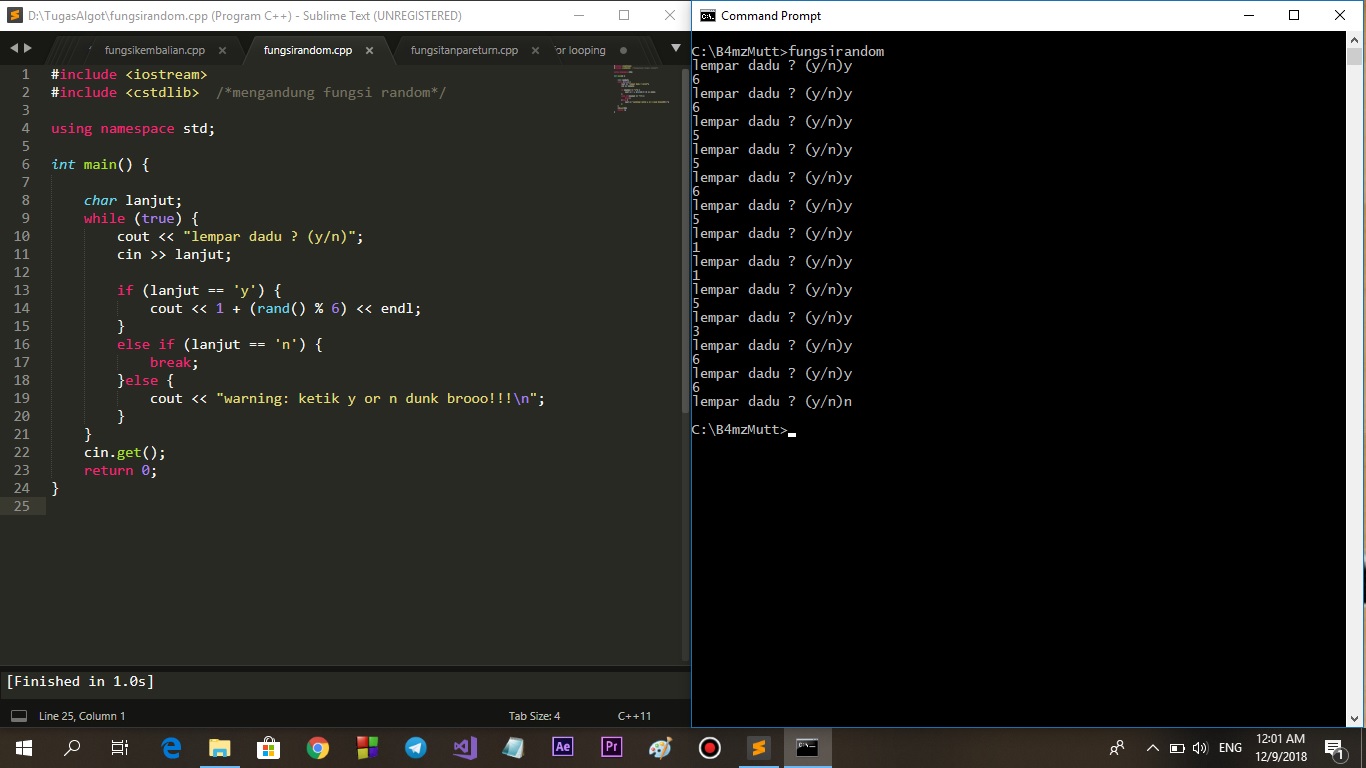 D:\TugasAlgot\fungsirandom.cpp (Program C++) - Sublime Text (UNREGISTERED)
fungsikembalian.cpp
fungsirandom.cpp
fungsitanpareturn.cpp
for looping
1 #include <iostream>
2 #include <cstdlib>  /*mengandung fungsi random*/
3
4 using namespace std;
5
6 int main() {
7
8     char lanjut;
9     while (true) {
10         cout << "lempar dadu ? (y/n)";
11         cin >> lanjut;
12
13         if (lanjut == 'y') {
14             cout << 1 + (rand() % 6) << endl;
15         }
16         else if (lanjut == 'n') {
17             break;
18         }else {
19             cout << "warning: ketik y or n dunk brooo!!!\n";
20         }
21     }
22     cin.get();
23     return 0;
24 }
25
[Finished in 1.0s]
Line 25, Column 1
Tab Size: 4
C++11
Command Prompt
C:\B4mzMutt>fungsirandom
lempar dadu ? (y/n)y
6
lempar dadu ? (y/n)y
6
lempar dadu ? (y/n)y
5
lempar dadu ? (y/n)y
5
lempar dadu ? (y/n)y
6
lempar dadu ? (y/n)y
5
lempar dadu ? (y/n)y
1
lempar dadu ? (y/n)y
1
lempar dadu ? (y/n)y
5
lempar dadu ? (y/n)y
3
lempar dadu ? (y/n)y
6
lempar dadu ? (y/n)y
6
lempar dadu ? (y/n)n
C:\B4mzMutt>
Ae
Pr
ENG
12:01 AM
12/9/2018
1